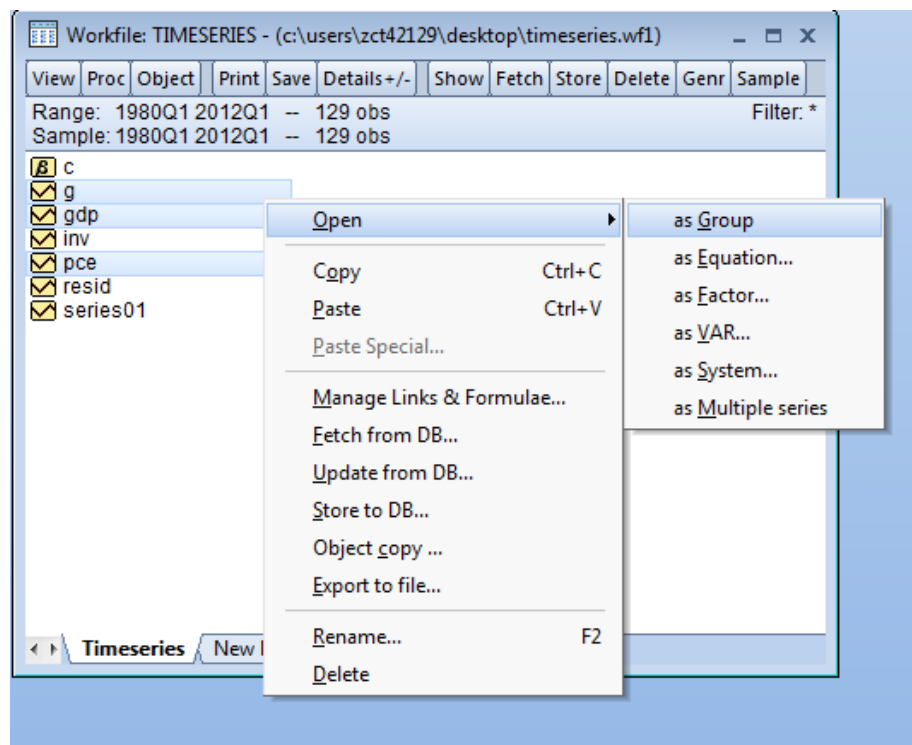 Workfile: TIMESERIES - (c:\users\zct42129\desktop\timeseries.wf1)
View Proc Object Print Save Details+/- Show Fetch Store Delete Genr Sample
Range: 1980Q1 2012Q1 -- 129 obs Filter: *
Sample: 1980Q1 2012Q1 -- 129 obs
β c
g
gdp
inv
pce
resid
series01
Open
Copy Ctrl+C
Paste Ctrl+V
Paste Special...
Manage Links & Formulae...
Fetch from DB...
Update from DB...
Store to DB...
Object copy ...
Export to file...
Rename... F2
Delete
as Group
as Equation...
as Factor...
as VAR...
as System...
as Multiple series
Timeseries New